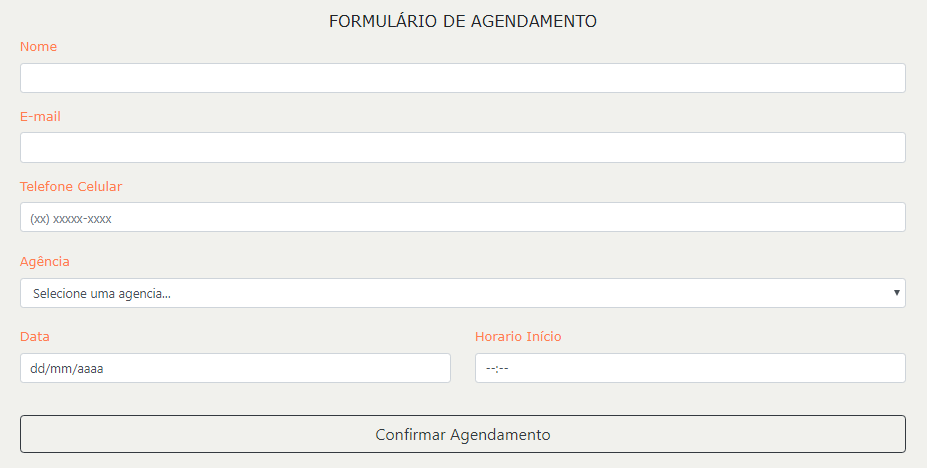 FORMULÁRIO DE AGENDAMENTO
Nome
E-mail
Telefone Celular
(xx) xxxxx-xxxx
Agência
Selecione uma agencia...
Data Horario Início
dd/mm/aaaa --:--
Confirmar Agendamento